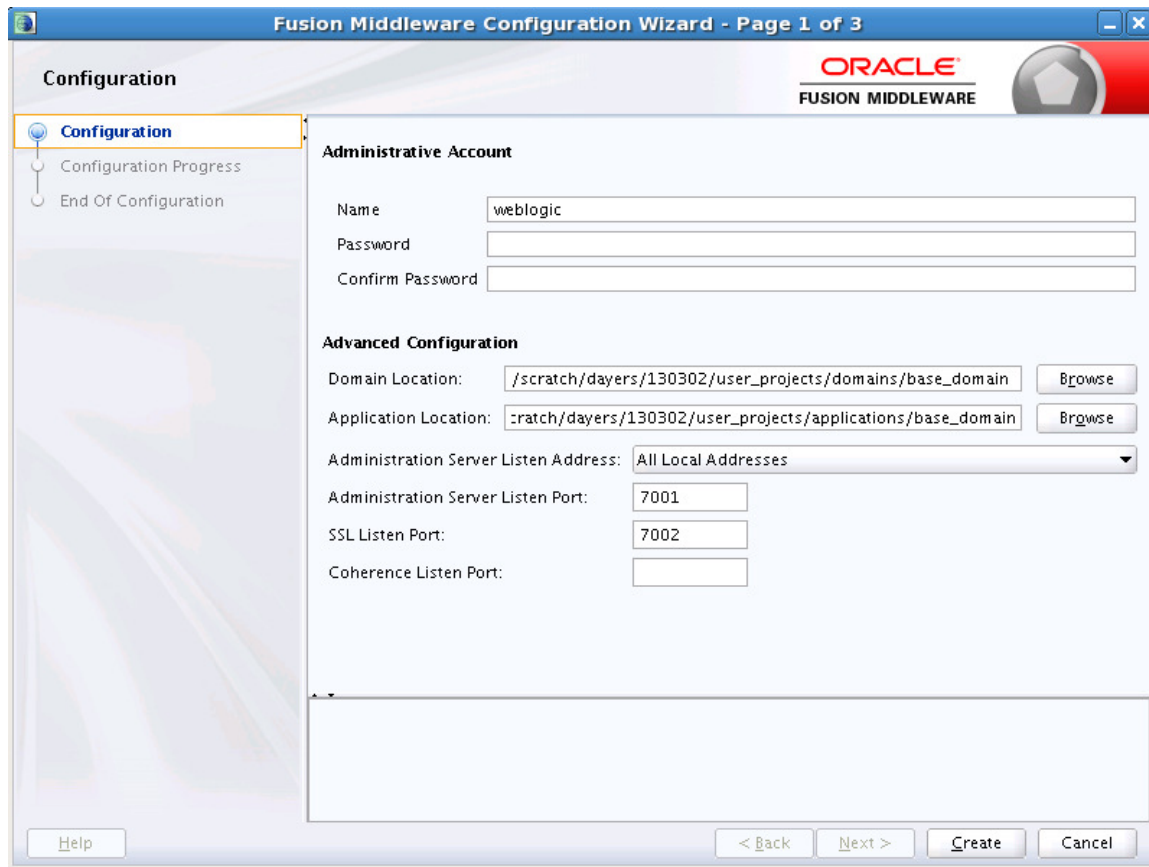 Fusion Middleware Configuration Wizard - Page 1 of 3
Configuration
ORACLE
FUSION MIDDLEWARE
Configuration
Configuration Progress
End Of Configuration
Administrative Account
Name weblogic
Password
Confirm Password
Advanced Configuration
Domain Location: /scratch/dayers/130302/user_projects/domains/base_domain Browse
Application Location: cratch/dayers/130302/user_projects/applications/base_domain Browse
Administration Server Listen Address: All Local Addresses
Administration Server Listen Port: 7001
SSL Listen Port: 7002
Coherence Listen Port:
Help < Back Next > Create Cancel